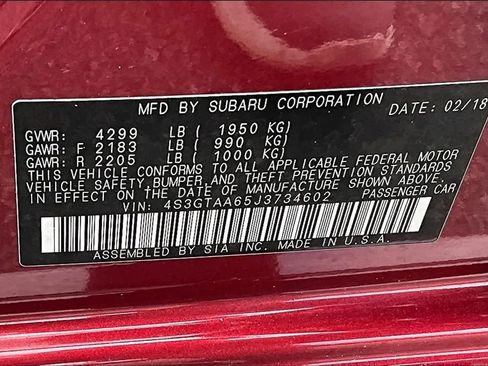 MFD BY SUBARU CORPORATION DATE: 02/18
GVWR: 4299 LB ( 1950 KG)
GAWR: F 2183 LB ( 990 KG)
GAWR: R 2205 LB ( 1000 KG)
THIS VEHICLE CONFORMS TO ALL APPLICABLE FEDERAL MOTOR
VEHICLE SAFETY, BUMPER, AND THEFT PREVENTION STANDARDS
IN EFFECT ON THE DATE OF MANUFACTURE SHOWN ABOVE.
VIN: 4S3GTAA65J3734602 PASSENGER CAR
ASSEMBLED BY SIA INC. MADE IN U.S.A.